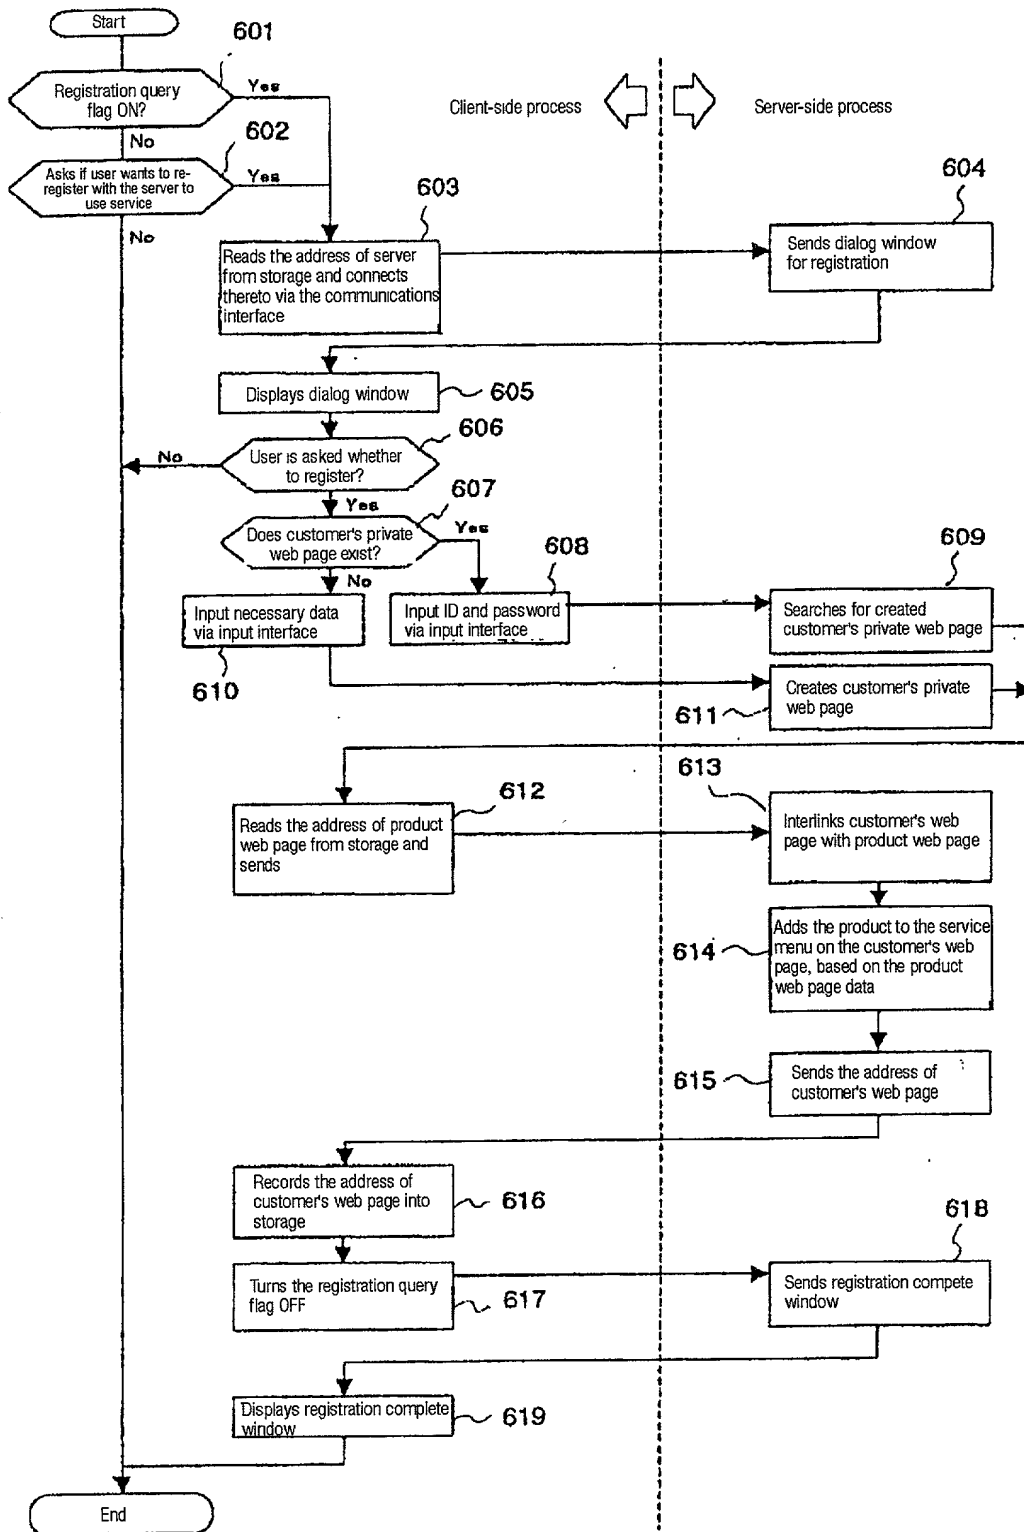 Start
601
Registration query
flag ON?
Yes
No
Client-side process
Server-side process
602
Asks if user wants to re-
register with the server to
use service
Yes
No
603
604
Reads the address of server
from storage and connects
thereto via the communications
interface
Sends dialog window
for registration
Displays dialog window
605
606
User is asked whether
to register?
No
Yes
607
Does customer's private
web page exist?
Yes
No
608
609
Input necessary data
via input interface
Input ID and password
via input interface
Searches for created
customer's private web page
610
611
Creates customer's private
web page
612
613
Reads the address of product
web page from storage and
sends
Interlinks customer's web
page with product web page
614
Adds the product to the service
menu on the customer's web
page, based on the product
web page data
615
Sends the address of
customer's web page
Records the address of
customer's web page into
storage
616
618
Turns the registration query
flag OFF
617
Sends registration compete
window
Displays registration complete
window
619
End